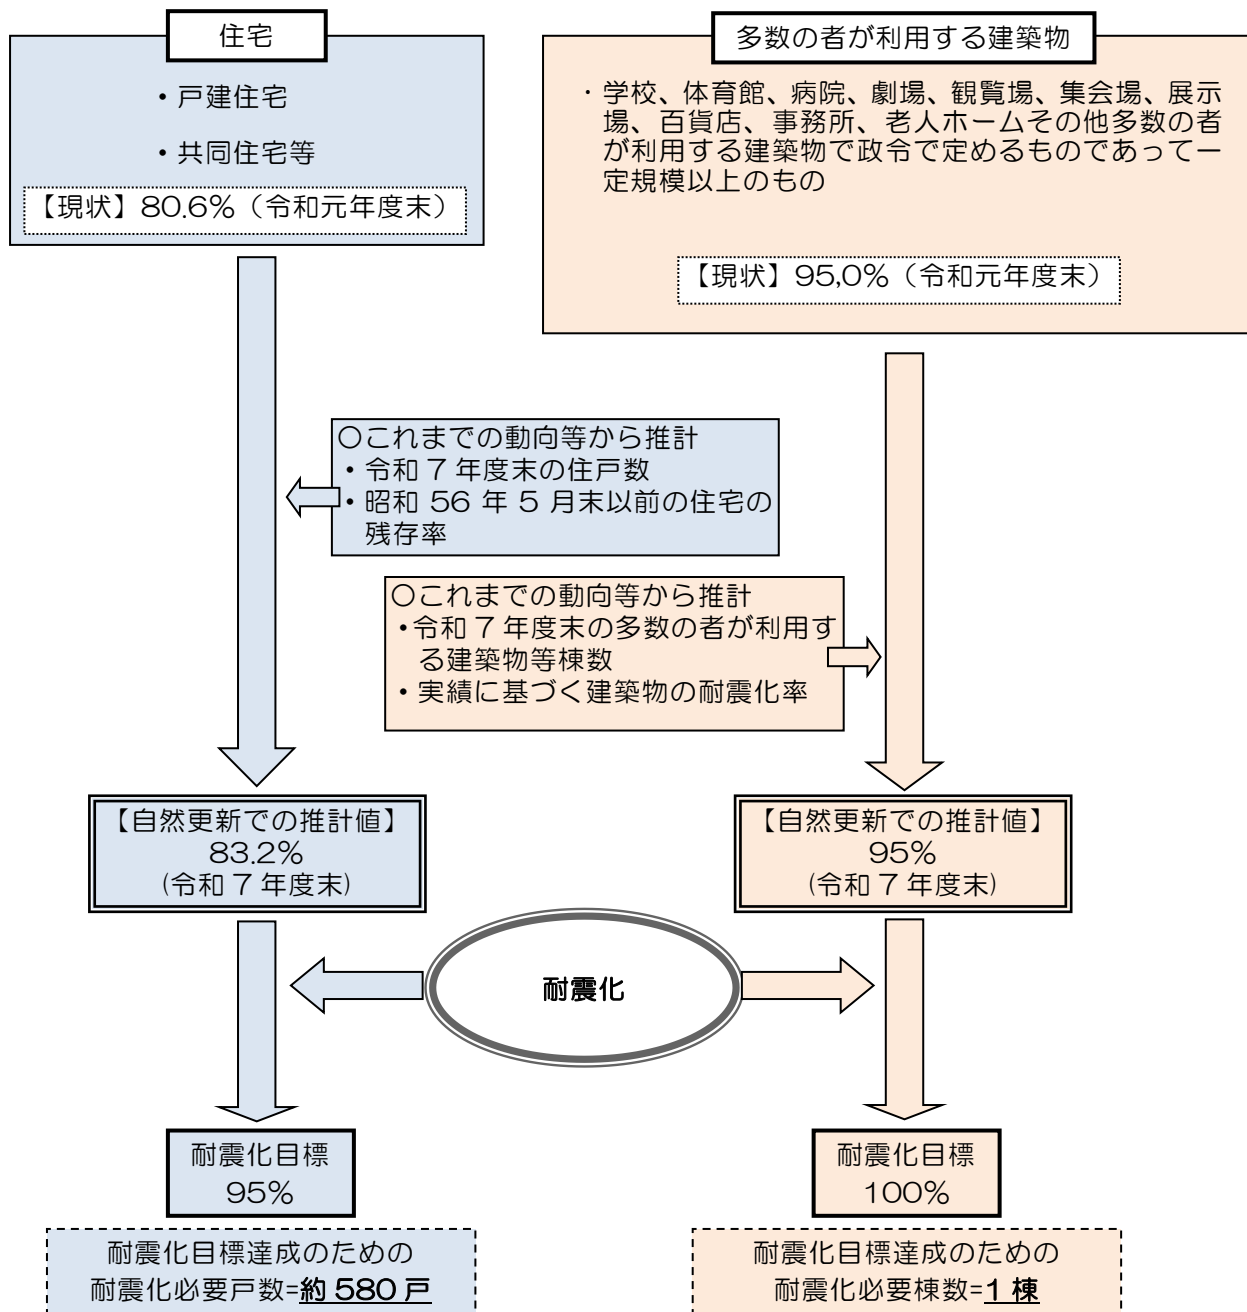 住宅
・戸建住宅
・共同住宅等
【現状】80.6%（令和元年度末）
多数の者が利用する建築物
・学校、体育館、病院、劇場、観覧場、集会場、展示
場、百貨店、事務所、老人ホームその他多数の者
が利用する建築物で政令で定めるものであって一
定規模以上のもの
【現状】95,0%（令和元年度末）
○これまでの動向等から推計
・令和７年度末の住戸数
・昭和 56 年 5 月末以前の住宅の
残存率
○これまでの動向等から推計
・令和７年度末の多数の者が利用す
る建築物等棟数
・実績に基づく建築物の耐震化率
【自然更新での推計値】
83.2%
(令和７年度末)
【自然更新での推計値】
95%
(令和７年度末)
耐震化
耐震化目標
95%
耐震化目標
100%
耐震化目標達成のための
耐震化必要戸数=約 580 戸
耐震化目標達成のための
耐震化必要棟数=1 棟